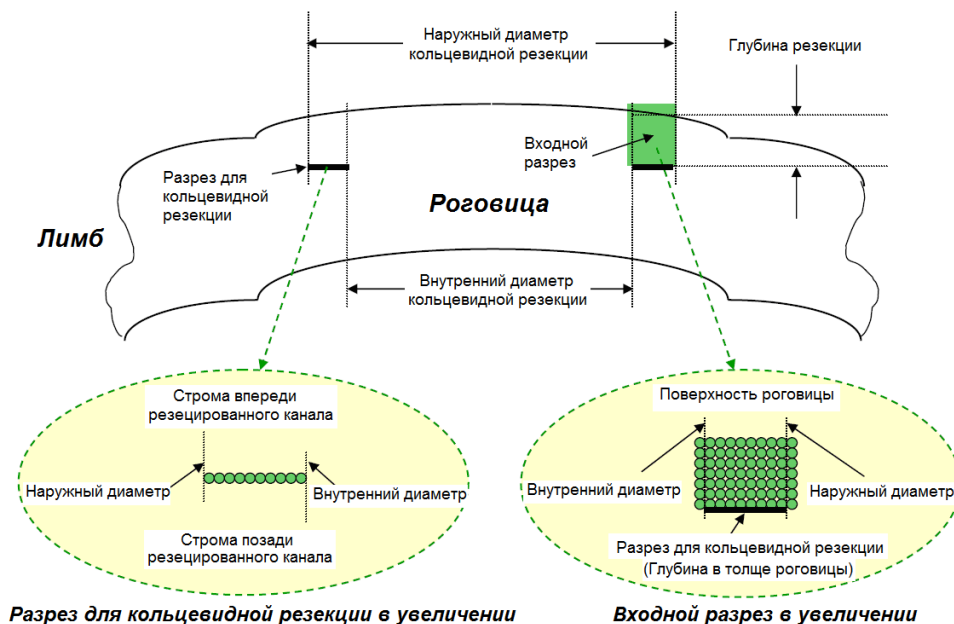 Наружный диаметр
кольцевидной резекции
Глубина резекции
Входной
разрез
Разрез для
кольцевидной
резекции
Роговица
Лимб
Внутренний диаметр
кольцевидной резекции
Строма впереди
резецированного канала
Наружный диаметр
Внутренний диаметр
Строма позади
резецированного канала
Поверхность роговицы
Внутренний диаметр
Наружный диаметр
Разрез для кольцевидной резекции
(Глубина в толще роговицы)
Разрез для кольцевидной резекции в увеличении
Входной разрез в увеличении